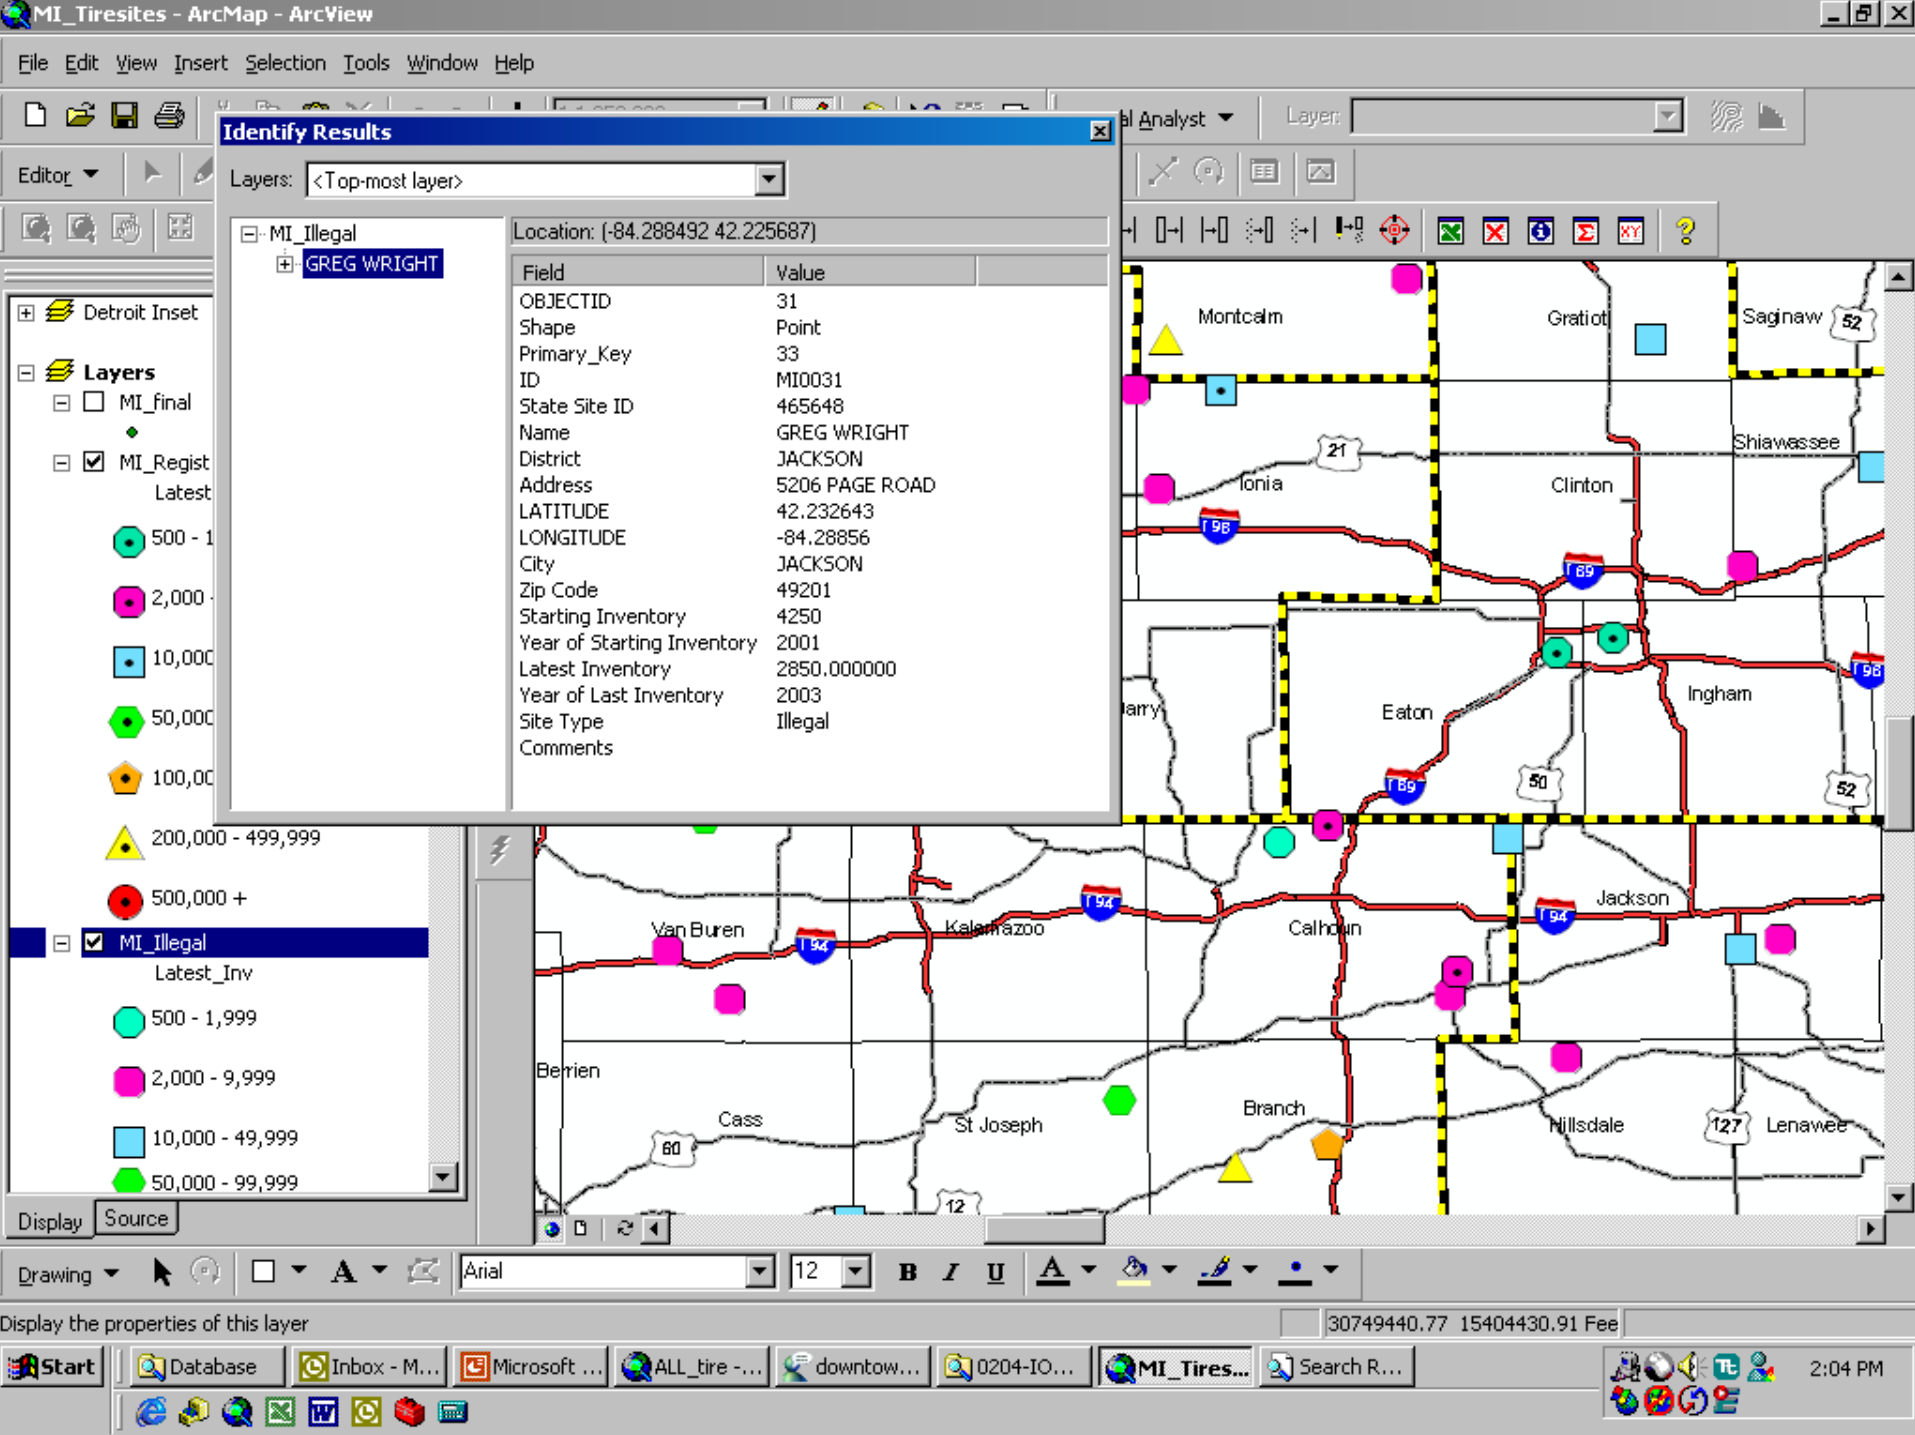 MI_Tiresites - ArcMap - ArcView
File Edit View Insert Selection Tools Window Help
al Analyst Layer:
Identify Results
Editor
Layers: <Top-most layer>
MI_Illegal
GREG WRIGHT
Location: (-84.288492 42.225687)
Field Value
OBJECTID 31
Shape Point
Primary_Key 33
ID MI0031
State Site ID 465648
Name GREG WRIGHT
District JACKSON
Address 5206 PAGE ROAD
LATITUDE 42.232643
LONGITUDE -84.28856
City JACKSON
Zip Code 49201
Starting Inventory 4250
Year of Starting Inventory 2001
Latest Inventory 2850.000000
Year of Last Inventory 2003
Site Type Illegal
Comments
Detroit Inset
Layers
MI_final
MI_Regist
Latest
500 - 1
2,000 -
10,000
50,000
100,00
200,000 - 499,999
500,000 +
MI_Illegal
Latest_Inv
500 - 1,999
2,000 - 9,999
10,000 - 49,999
50,000 - 99,999
Display Source
Montcalm Gratiot Saginaw 52
21 Shiawassee
Ionia Clinton
I 96
I 69
I 96
arry Eaton Ingham
I 69 50 52
Jackson
I 94 I 94
Van Buren Kalamazoo Calhoun
I 94
Berrien
Cass St Joseph Branch Hillsdale 127 Lenawee
60
12
Drawing A Arial 12 B I U A
Display the properties of this layer 30749440.77 15404430.91 Fee
Start Database Inbox - M... Microsoft ... ALL_tire -... downtow... 0204-IO... MI_Tires... Search R... 2:04 PM